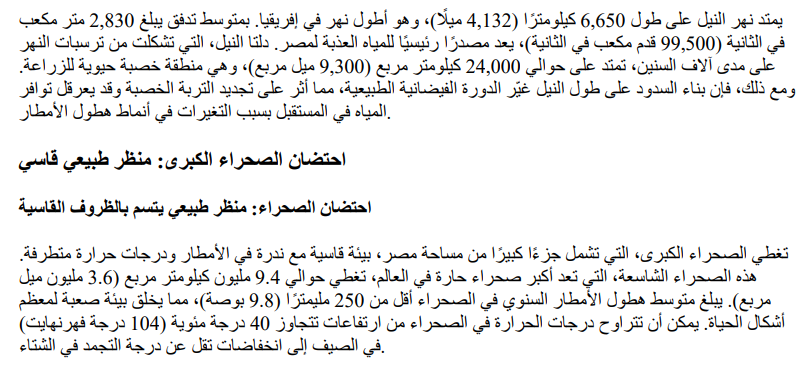 يمتد نهر النيل على طول 6,650 كيلومترًا (4,132 ميلًا)، وهو أطول نهر في إفريقيا. بمتوسط تدفق يبلغ 2,830 متر مكعب
في الثانية (99,500 قدم مكعب في الثانية)، يعد مصدرًا رئيسيًا للمياه العذبة لمصر. دلتا النيل، التي تشكلت من ترسبات النهر
على مدى آلاف السنين، تمتد على حوالي 24,000 كيلومتر مربع (9,300 ميل مربع)، وهي منطقة خصبة حيوية للزراعة.
ومع ذلك، فإن بناء السدود على طول النيل غيّر الدورة الفيضانية الطبيعية، مما أثر على تجديد التربة الخصبة وقد يعرقل توافر
المياه في المستقبل بسبب التغيرات في أنماط هطول الأمطار.
احتضان الصحراء الكبرى: منظر طبيعي قاسي
احتضان الصحراء: منظر طبيعي يتسم بالظروف القاسية
تغطي الصحراء الكبرى، التي تشمل جزءًا كبيرًا من مساحة مصر، بيئة قاسية مع ندرة في الأمطار ودرجات حرارة متطرفة.
هذه الصحراء الشاسعة، التي تعد أكبر صحراء حارة في العالم، تغطي حوالي 9.4 مليون كيلومتر مربع (3.6 مليون ميل
مربع). يبلغ متوسط هطول الأمطار السنوي في الصحراء أقل من 250 مليمترًا (9.8 بوصة)، مما يخلق بيئة صعبة لمعظم
أشكال الحياة. يمكن أن تتراوح درجات الحرارة في الصحراء من ارتفاعات تتجاوز 40 درجة مئوية (104 درجة فهرنهايت)
في الصيف إلى انخفاضات تقل عن درجة التجمد في الشتاء.